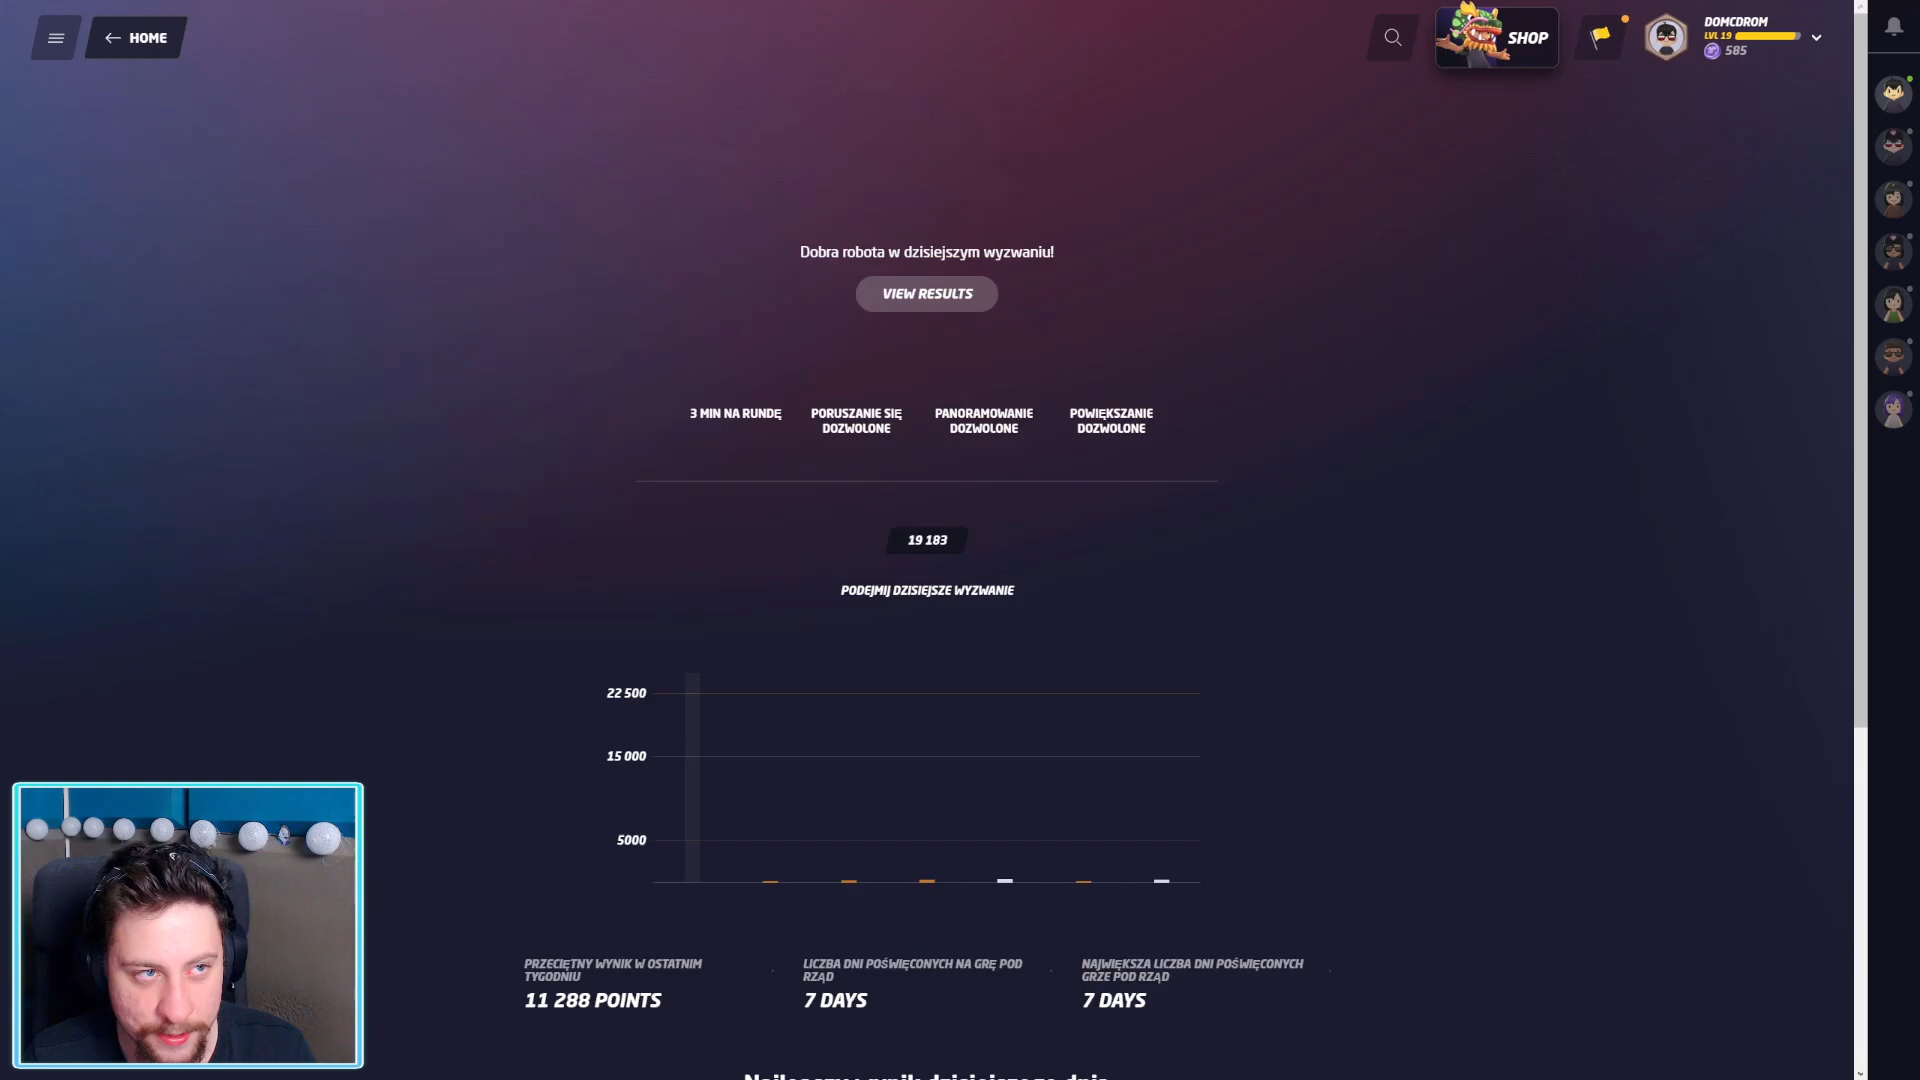 HOME
SHOP
DOMCDROM
LVL 19
585
Dobra robota w dzisiejszym wyzwaniu!
VIEW RESULTS
3 MIN NA RUNDĘ
PORUSZANIE SIĘ
DOZWOLONE
PANORAMOWANIE
DOZWOLONE
POWIĘKSZANIE
DOZWOLONE
19 183
PODEJMIJ DZISIEJSZE WYZWANIE
22 500
15 000
5000
PRZECIĘTNY WYNIK W OSTATNIM
TYGODNIU
11 288 POINTS
LICZBA DNI POŚWIĘCONYCH NA GRĘ POD
RZĄD
7 DAYS
NAJWIĘKSZA LICZBA DNI POŚWIĘCONYCH
GRZE POD RZĄD
7 DAYS